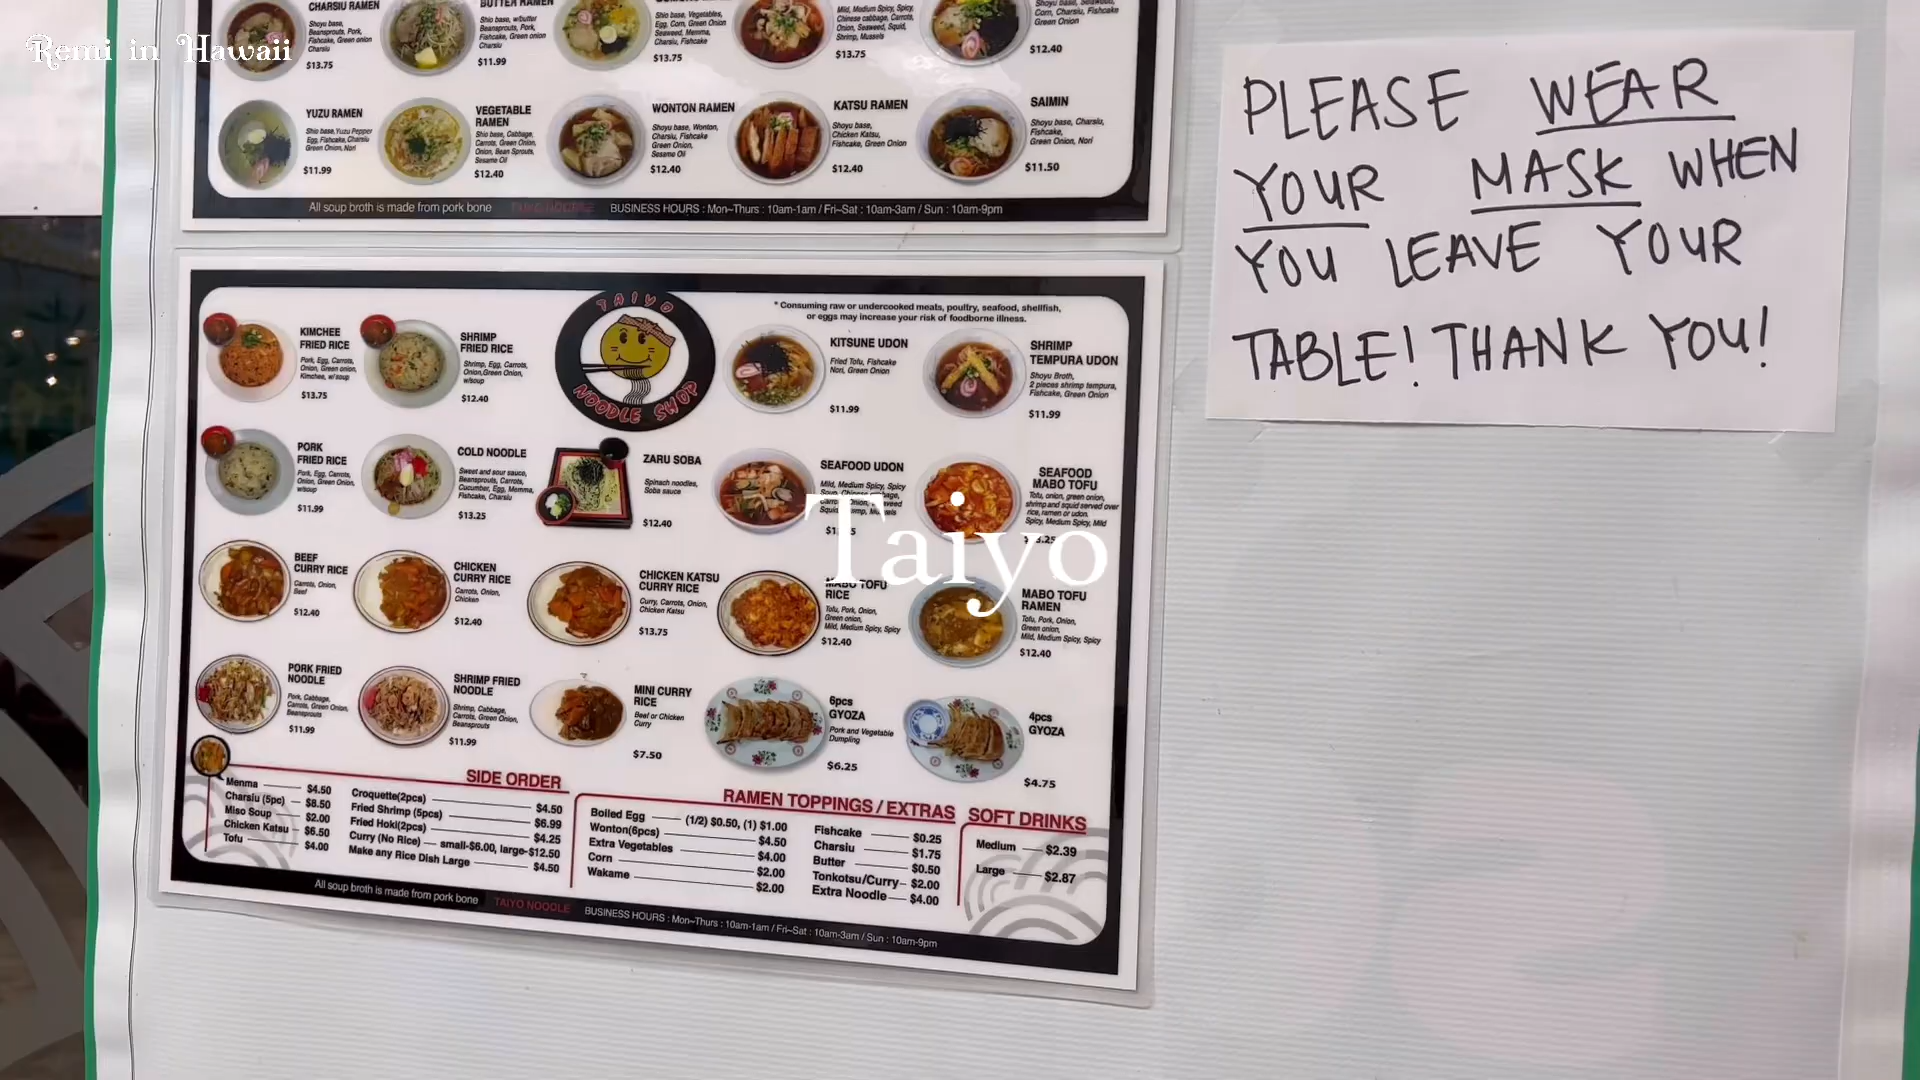 Remi in Hawaii
CHARSIU RAMEN
Shoyu base,
Beansprouts, Pork,
Fishcake, Green onion
Charsiu
$13.75
BUTTER RAMEN
Shio base, w/butter
Beansprouts, Pork,
Fishcake, Green onion
Charsiu
$11.99
Shio base, Vegetables,
Egg, Corn, Green Onion
Seaweed, Memma,
Charsiu, Fishcake
$13.75
Mild, Medium Spicy, Spicy,
Chinese cabbage, Carrots,
Onion, Seaweed, Squid,
Shrimp, Mussels
$13.75
Corn, Charsiu, Fishcake
Green Onion
$12.40
YUZU RAMEN
Shio base, Yuzu Pepper
Egg, Fishcake, Charsiu
Green Onion, Nori
$11.99
VEGETABLE
RAMEN
Shio base, Cabbage,
Carrots, Green Onion,
Onion, Bean Sprouts,
Sesame Oil
$12.40
WONTON RAMEN
Shoyu base, Wonton,
Charsiu, Fishcake
Green Onion,
Sesame Oil
$12.40
KATSU RAMEN
Shoyu base,
Chicken Katsu,
Fishcake, Green Onion
$12.40
SAIMIN
Shoyu base, Charsiu,
Fishcake,
Green Onion, Nori
$11.50
All soup broth is made from pork bone TAIYO NOODLE BUSINESS HOURS : Mon~Thurs : 10am-1am / Fri~Sat : 10am-3am / Sun : 10am-9pm
PLEASE WEAR
YOUR MASK WHEN
YOU LEAVE YOUR
TABLE! THANK YOU!
TAIYO
NOODLE SHOP
* Consuming raw or undercooked meats, poultry, seafood, shellfish,
or eggs may increase your risk of foodborne illness.
KIMCHEE
FRIED RICE
Pork, Egg, Carrots,
Onion, Green onion,
Kimchee, w/soup
$13.75
SHRIMP
FRIED RICE
Shrimp, Egg, Carrots,
Onion, Green Onion,
w/soup
$12.40
KITSUNE UDON
Fried Tofu, Fishcake
Nori, Green Onion
$11.99
SHRIMP
TEMPURA UDON
Shoyu Broth,
2 pieces shrimp tempura,
Fishcake, Green Onion
$11.99
PORK
FRIED RICE
Pork, Egg, Carrots,
Onion, Green Onion,
w/soup
$11.99
COLD NOODLE
Sweet and sour sauce,
Beansprouts, Carrots,
Cucumber, Egg, Memma,
Fishcake, Charsiu
$13.25
ZARU SOBA
Spinach noodles,
Soba sauce
$12.40
SEAFOOD UDON
Mild, Medium Spicy, Spicy
SEAFOOD
MABO TOFU
Tofu, onion, green onion,
shrimp and squid served over
rice, ramen or udon.
Spicy, Medium Spicy, Mild
Taiyo
BEEF
CURRY RICE
Carrots, Onion,
Beef
$12.40
CHICKEN
CURRY RICE
Carrots, Onion,
Chicken
$12.40
CHICKEN KATSU
CURRY RICE
Curry, Carrots, Onion,
Chicken Katsu
$13.75
MABO TOFU
RICE
Tofu, Pork, Onion,
Green onion,
Mild, Medium Spicy, Spicy
$12.40
MABO TOFU
RAMEN
Tofu, Pork, Onion,
Green onion,
Mild, Medium Spicy, Spicy
$12.40
PORK FRIED
NOODLE
Pork, Cabbage,
Carrots, Green Onion,
Beansprouts
$11.99
SHRIMP FRIED
NOODLE
Shrimp, Cabbage,
Carrots, Green Onion,
Beansprouts
$11.99
MINI CURRY
RICE
Beef or Chicken
Curry
$7.50
6pcs
GYOZA
Pork and Vegetable
Dumpling
$6.25
4pcs
GYOZA
$4.75
SIDE ORDER
Menma $4.50
Charsiu (5pc) $8.50
Miso Soup $2.00
Chicken Katsu $6.50
Tofu $4.00
Croquette(2pcs) $4.50
Fried Shrimp (5pcs) $6.99
Fried Hoki(2pcs) $4.25
Curry (No Rice) small-$6.00, large-$12.50
Make any Rice Dish Large $4.50
RAMEN TOPPINGS / EXTRAS
Boiled Egg (1/2) $0.50, (1) $1.00
Wonton(6pcs) $4.50
Extra Vegetables $4.00
Corn $2.00
Wakame $2.00
Fishcake $0.25
Charsiu $1.75
Butter $0.50
Tonkotsu/Curry $2.00
Extra Noodle $4.00
SOFT DRINKS
Medium $2.39
Large $2.87
All soup broth is made from pork bone TAIYO NOODLE BUSINESS HOURS : Mon~Thurs : 10am-1am / Fri~Sat : 10am-3am / Sun : 10am-9pm